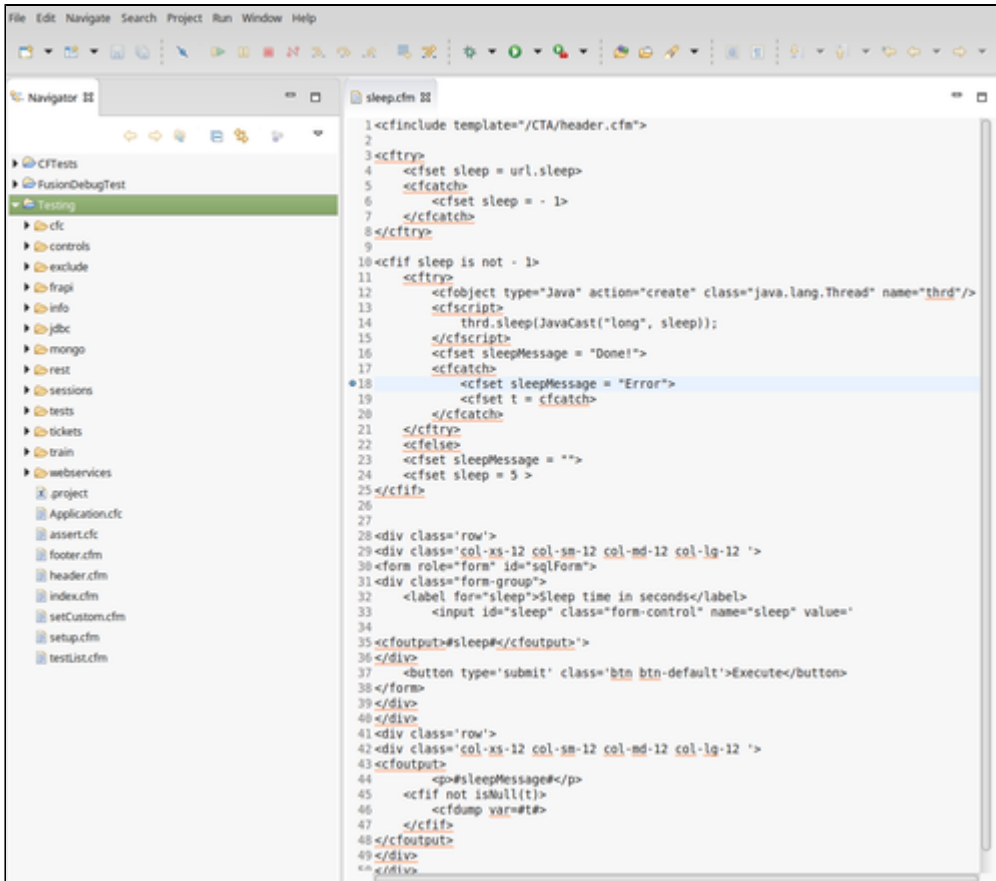 File Edit Navigate Search Project Run Window Help
Navigator
CFTests
FusionDebugTest
Testing
cfc
controls
exclude
frapi
info
jdbc
mongo
rest
sessions
tests
tickets
train
webservices
.project
Application.cfc
assert.cfc
footer.cfm
header.cfm
index.cfm
setCustom.cfm
setup.cfm
testList.cfm
sleep.cfm
1 <cfinclude template="/CTA/header.cfm">
2
3 <cftry>
4 <cfset sleep = url.sleep>
5 <cfcatch>
6 <cfset sleep = - 1>
7 </cfcatch>
8 </cftry>
9
10 <cfif sleep is not - 1>
11 <cftry>
12 <cfobject type="Java" action="create" class="java.lang.Thread" name="thrd"/>
13 <cfscript>
14 thrd.sleep(JavaCast("long", sleep));
15 </cfscript>
16 <cfset sleepMessage = "Done!">
17 <cfcatch>
18 <cfset sleepMessage = "Error">
19 <cfset t = cfcatch>
20 </cfcatch>
21 </cftry>
22 <cfelse>
23 <cfset sleepMessage = "">
24 <cfset sleep = 5 >
25 </cfif>
26
27
28 <div class='row'>
29 <div class='col-xs-12 col-sm-12 col-md-12 col-lg-12 '>
30 <form role="form" id="sqlForm">
31 <div class="form-group">
32 <label for="sleep">Sleep time in seconds</label>
33 <input id="sleep" class="form-control" name="sleep" value='
34
35 <cfoutput>#sleep#</cfoutput>'>
36 </div>
37 <button type='submit' class='btn btn-default'>Execute</button>
38 </form>
39 </div>
40 </div>
41 <div class='row'>
42 <div class='col-xs-12 col-sm-12 col-md-12 col-lg-12 '>
43 <cfoutput>
44 <p>#sleepMessage#</p>
45 <cfif not isNull(t)>
46 <cfdump var=#t#>
47 </cfif>
48 </cfoutput>
49 </div>
50 </div>